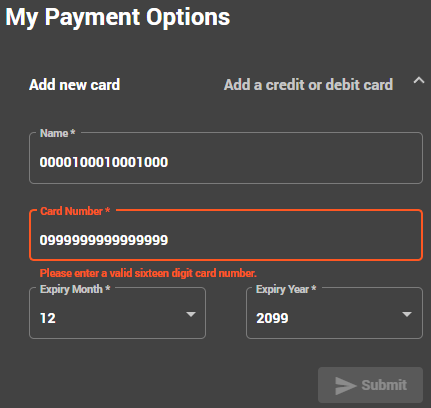 My Payment Options
Add new card Add a credit or debit card
Name *
0000100010001000
Card Number *
0999999999999999
Please enter a valid sixteen digit card number.
Expiry Month * Expiry Year *
12 2099
Submit